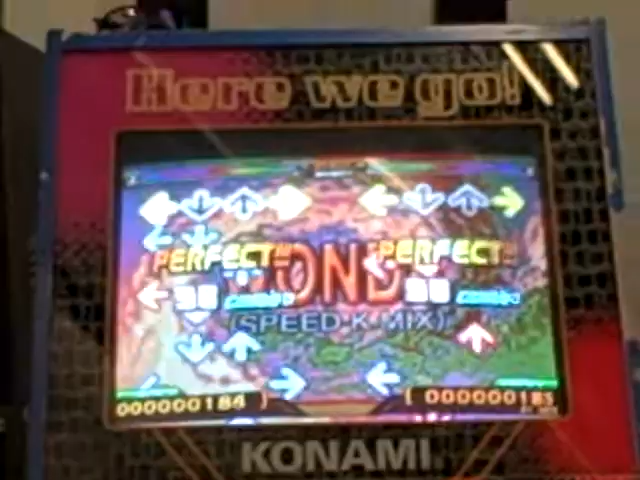 Here we go!
PERFECT!! PERFECT!!
(SPEED-K MIX)
000000184 000000183
KONAMI